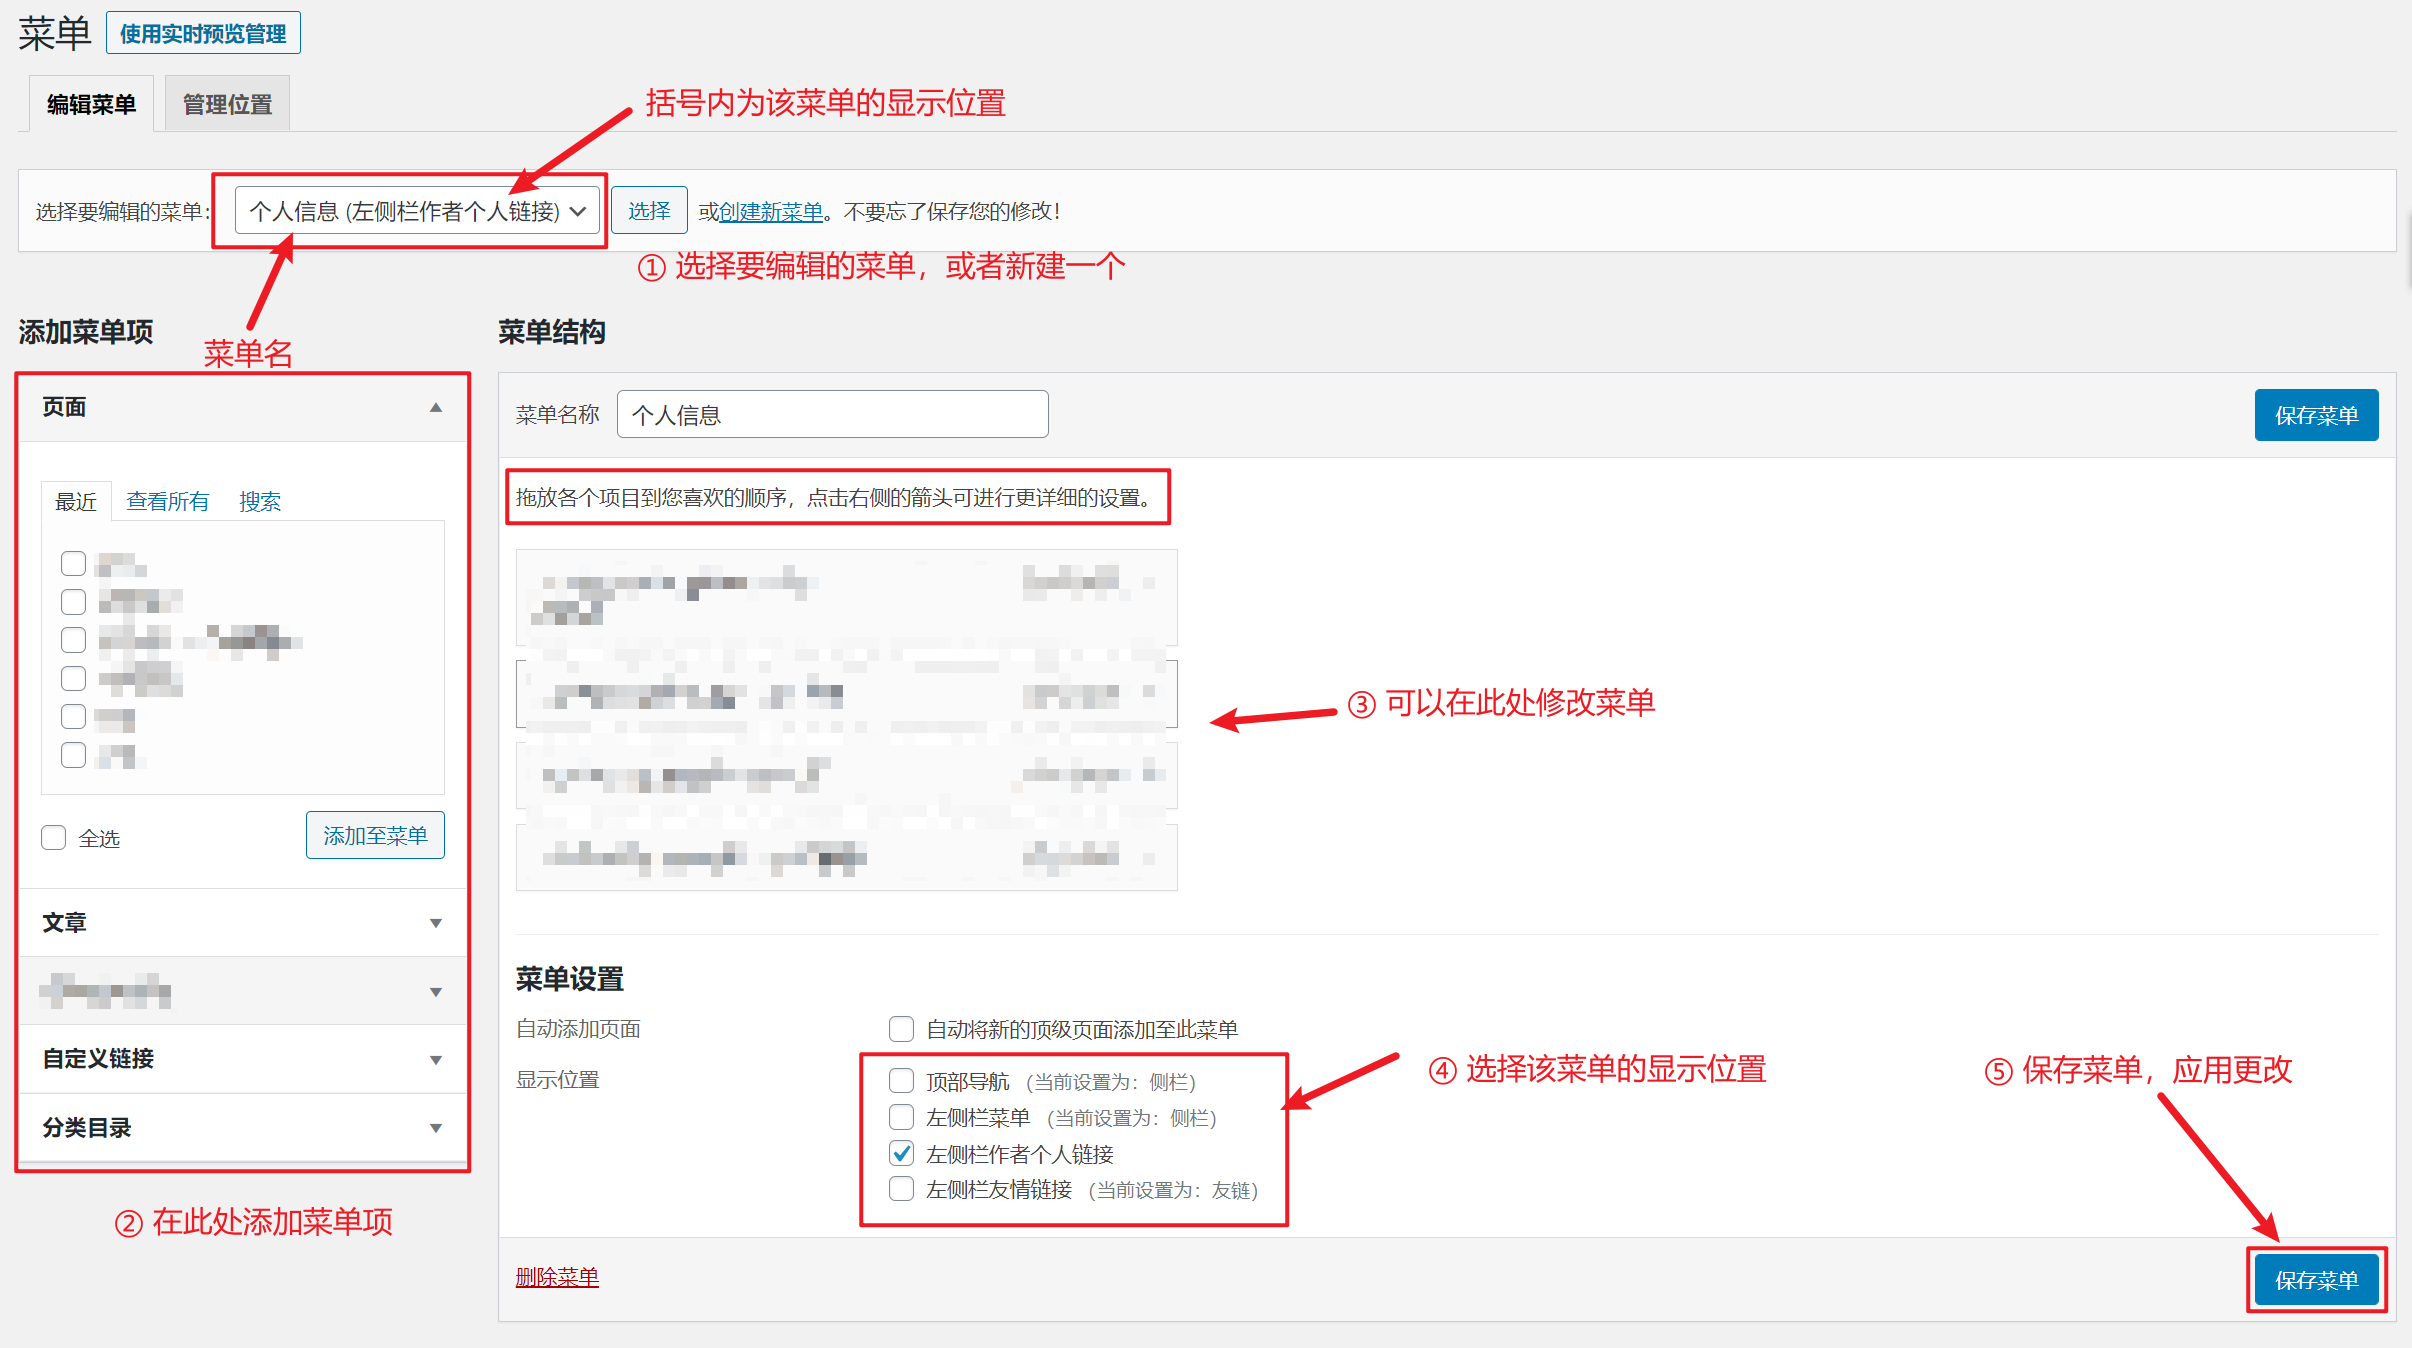 菜单 使用实时预览管理
编辑菜单 管理位置
括号内为该菜单的显示位置
选择要编辑的菜单: 个人信息 (左侧栏作者个人链接) 选择 或创建新菜单。不要忘了保存您的修改!
① 选择要编辑的菜单，或者新建一个
菜单名
添加菜单项
页面
最近 查看所有 搜索
全选 添加至菜单
文章
自定义链接
分类目录
② 在此处添加菜单项
菜单结构
菜单名称 个人信息 保存菜单
拖放各个项目到您喜欢的顺序，点击右侧的箭头可进行更详细的设置。
③ 可以在此处修改菜单
菜单设置
自动添加页面 自动将新的顶级页面添加至此菜单
显示位置 顶部导航 (当前设置为：侧栏)
左侧栏菜单 (当前设置为：侧栏)
左侧栏作者个人链接
左侧栏友情链接 (当前设置为：友链)
④ 选择该菜单的显示位置
⑤ 保存菜单，应用更改
删除菜单 保存菜单